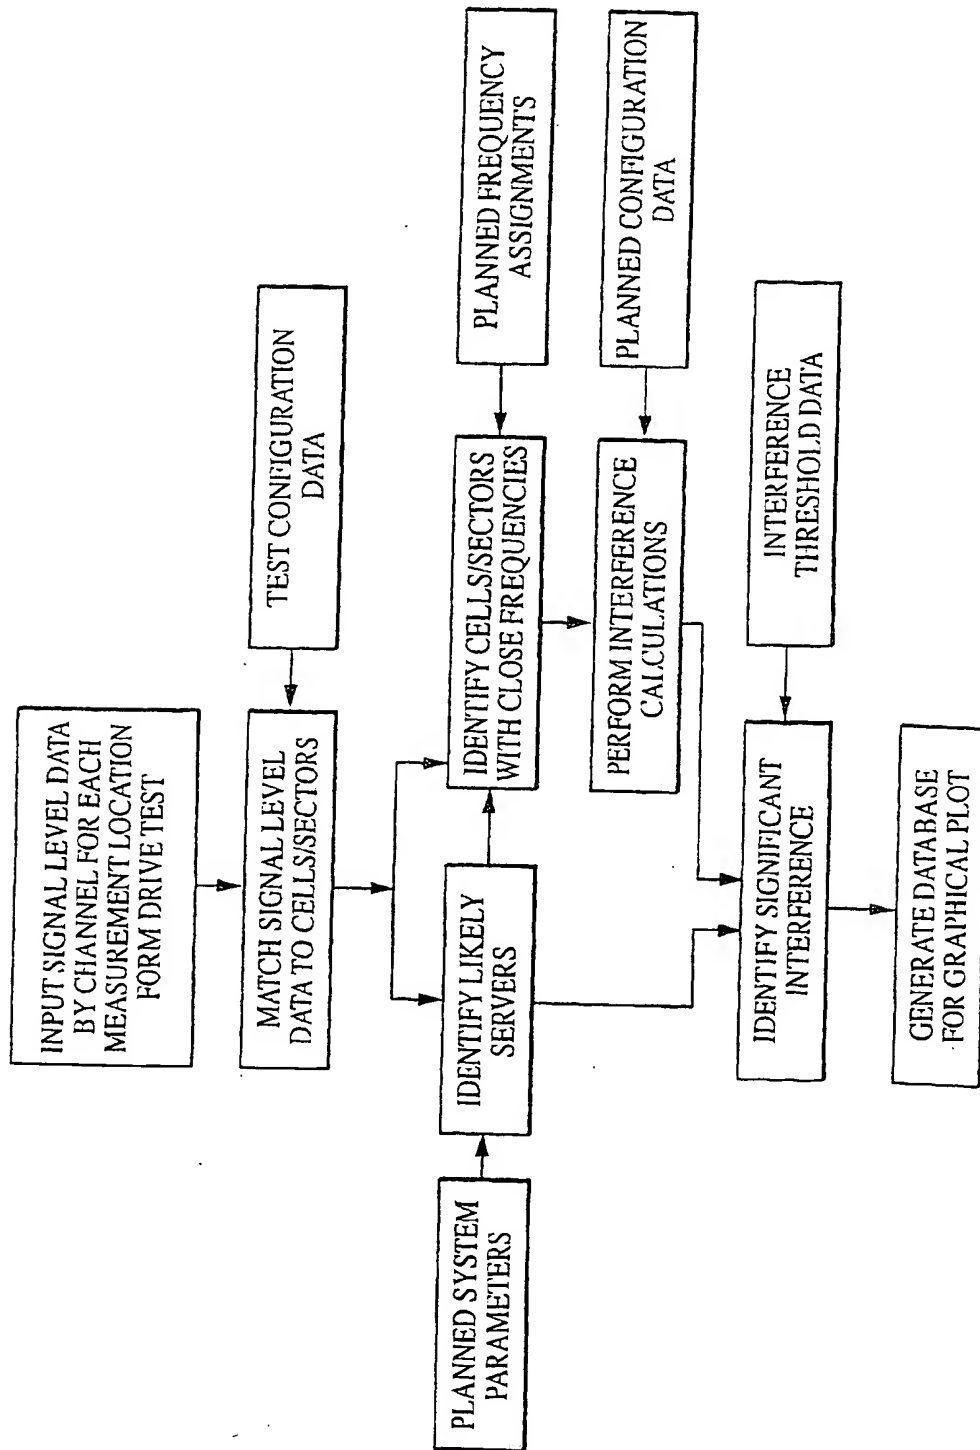 INPUT SIGNAL LEVEL DATA
BY CHANNEL FOR EACH
MEASUREMENT LOCATION
FORM DRIVE TEST
TEST CONFIGURATION
DATA
MATCH SIGNAL LEVEL
DATA TO CELLS/SECTORS
PLANNED SYSTEM
PARAMETERS
IDENTIFY LIKELY
SERVERS
IDENTIFY CELLS/SECTORS
WITH CLOSE FREQUENCIES
PLANNED FREQUENCY
ASSIGNMENTS
PERFORM INTERFERENCE
CALCULATIONS
PLANNED CONFIGURATION
DATA
IDENTIFY SIGNIFICANT
INTERFERENCE
INTERFERENCE
THRESHOLD DATA
GENERATE DATABASE
FOR GRAPHICAL PLOT